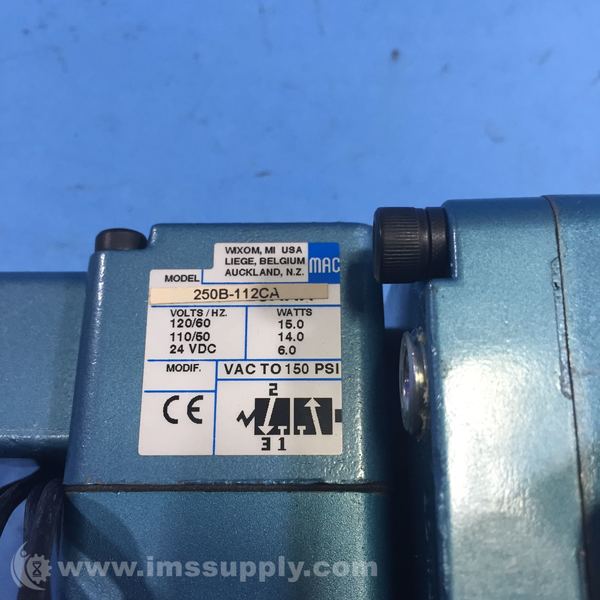 WIXOM, MI USA
LIEGE, BELGIUM
AUCKLAND, N.Z.
MAC
MODEL
250B-112CA
VOLTS / HZ. WATTS
120/60 15.0
110/50 14.0
24 VDC 6.0
MODIF. VAC TO 150 PSI
CE
2
3 1
www.imssupply.com